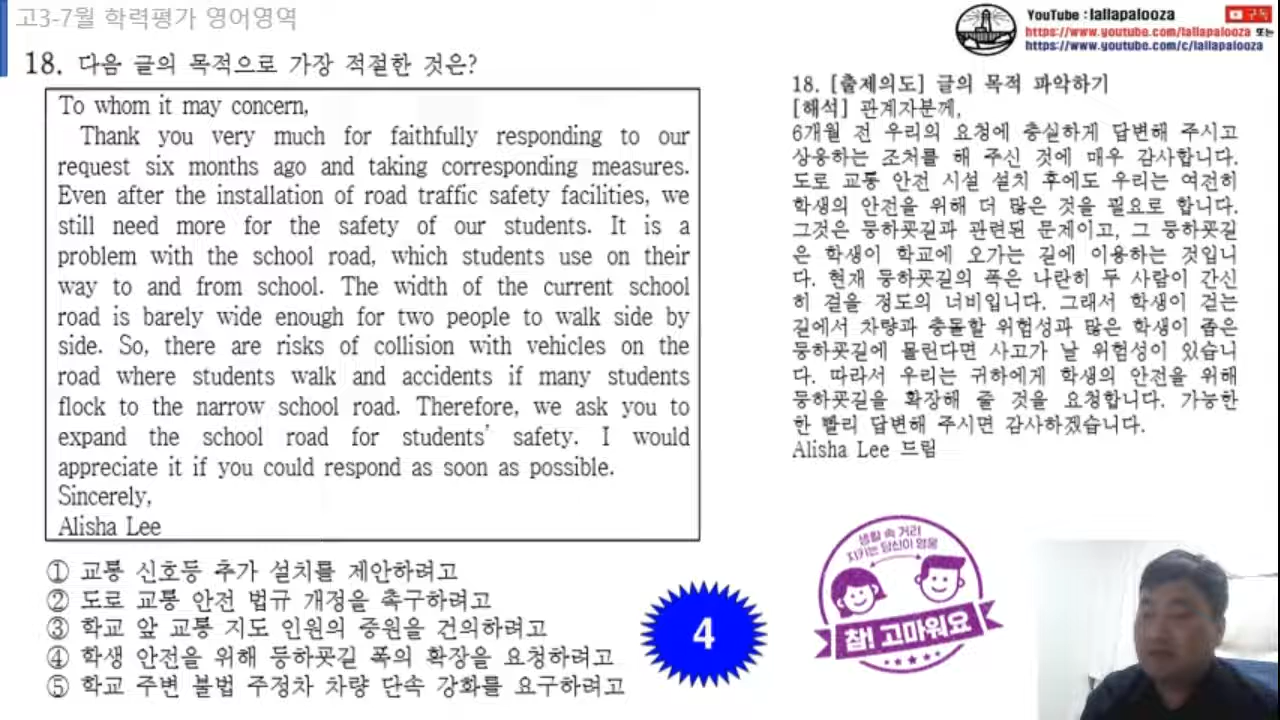 고3-7월 학력평가 영어영역
18. 다음 글의 목적으로 가장 적절한 것은?
To whom it may concern,
Thank you very much for faithfully responding to our
request six months ago and taking corresponding measures.
Even after the installation of road traffic safety facilities, we
still need more for the safety of our students. It is a
problem with the school road, which students use on their
way to and from school. The width of the current school
road is barely wide enough for two people to walk side by
side. So, there are risks of collision with vehicles on the
road where students walk and accidents if many students
flock to the narrow school road. Therefore, we ask you to
expand the school road for students' safety. I would
appreciate it if you could respond as soon as possible.
Sincerely,
Alisha Lee
① 교통 신호등 추가 설치를 제안하려고
② 도로 교통 안전 법규 개정을 촉구하려고
③ 학교 앞 교통 지도 인원의 증원을 건의하려고
④ 학생 안전을 위해 등하굣길 폭의 확장을 요청하려고
⑤ 학교 주변 불법 주정차 차량 단속 강화를 요구하려고
4
YouTube : lallapalooza
구독
https://www.youtube.com/lallapalooza 또는
https://www.youtube.com/c/lallapalooza
18. [출제의도] 글의 목적 파악하기
[해석] 관계자분께,
6개월 전 우리의 요청에 충실하게 답변해 주시고
상응하는 조처를 해 주신 것에 매우 감사합니다.
도로 교통 안전 시설 설치 후에도 우리는 여전히
학생의 안전을 위해 더 많은 것을 필요로 합니다.
그것은 등하굣길과 관련된 문제이고, 그 등하굣길
은 학생이 학교에 오가는 길에 이용하는 것입니
다. 현재 등하굣길의 폭은 나란히 두 사람이 간신
히 걸을 정도의 너비입니다. 그래서 학생이 걷는
길에서 차량과 충돌할 위험성과 많은 학생이 좁은
등하굣길에 몰린다면 사고가 날 위험성이 있습니
다. 따라서 우리는 귀하에게 학생의 안전을 위해
등하굣길을 확장해 줄 것을 요청합니다. 가능한
한 빨리 답변해 주시면 감사하겠습니다.
Alisha Lee 드림
생활 속 거리
지키는 당신이 영웅
참! 고마워요